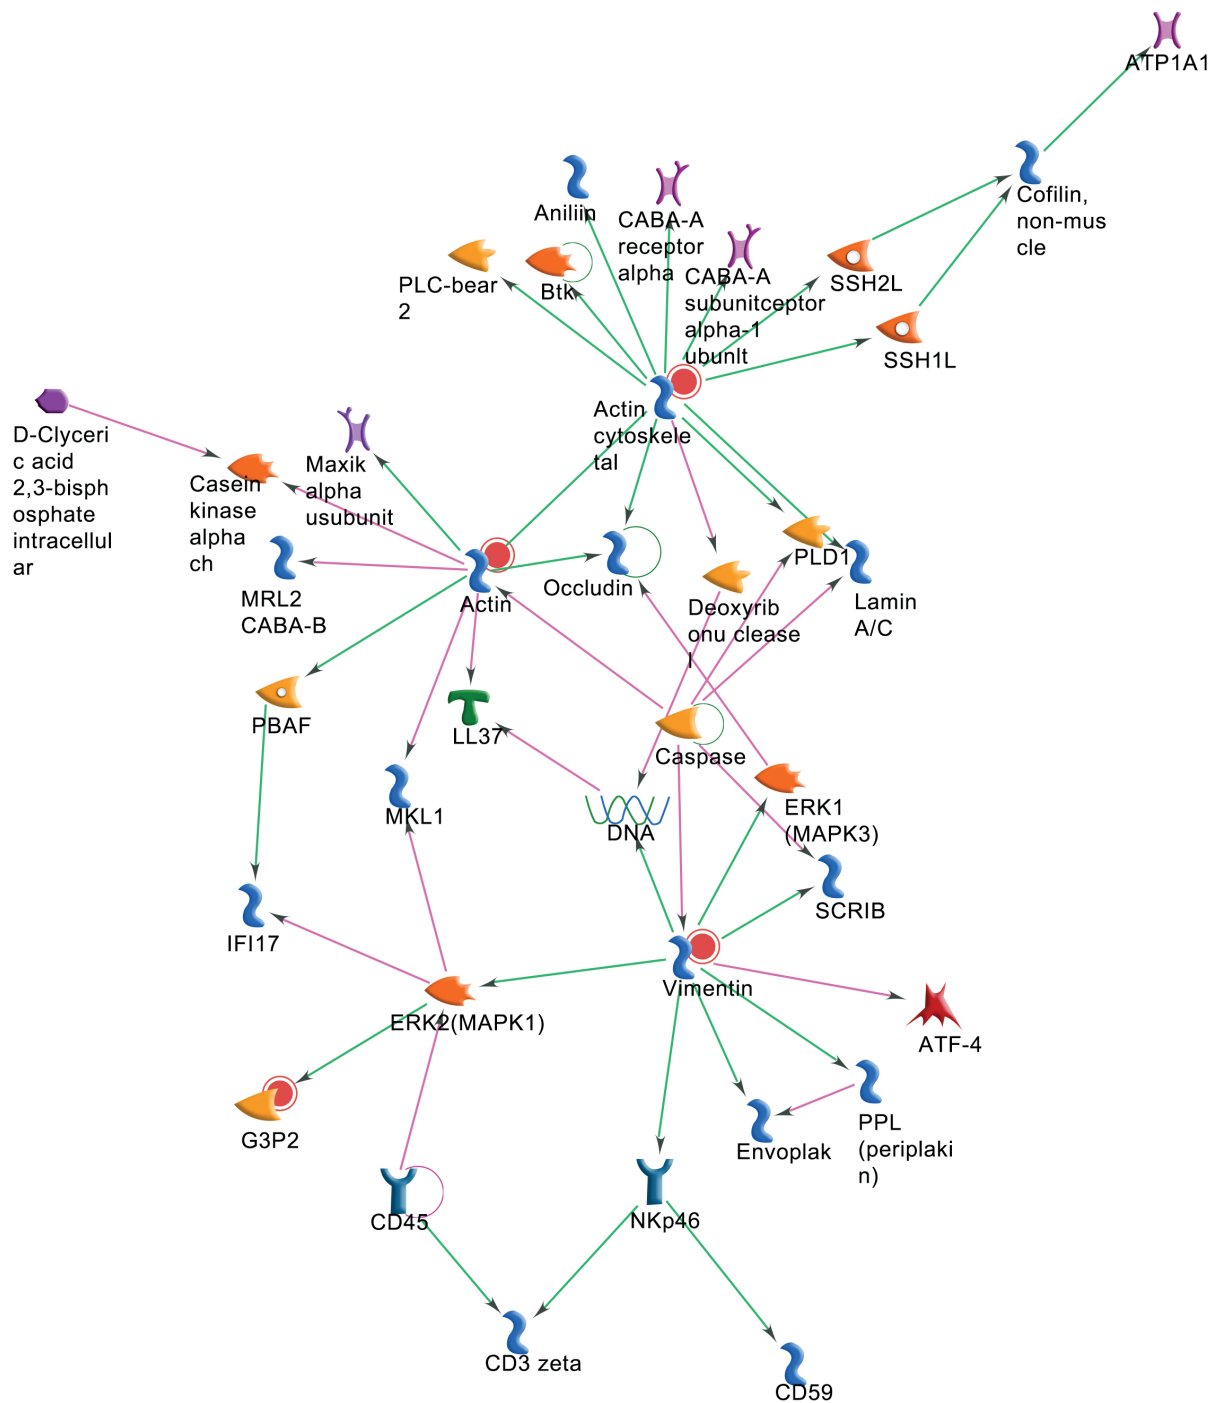 ATP1A1
Cofilin,
non-mus
cle
Aniliin
CABA-A
receptor
alpha
CABA-A
subunitceptor
alpha-1
ubunlt
PLC-bear
2
Btk
SSH2L
SSH1L
Actin
cytoskele
tal
D-Clyceri
c acid
2,3-bisph
osphate
intracellul
ar
Casein
kinase
alpha
ch
Maxik
alpha
usubunit
MRL2
CABA-B
Actin
Occludin
PLD1
Deoxyrib
onu clease
I
Lamin
A/C
PBAF
LL37
Caspase
MKL1
DNA
ERK1
(MAPK3)
SCRIB
IFI17
Vimentin
ERK2(MAPK1)
ATF-4
G3P2
Envoplak
PPL
(periplaki
n)
CD45
NKp46
CD3 zeta
CD59